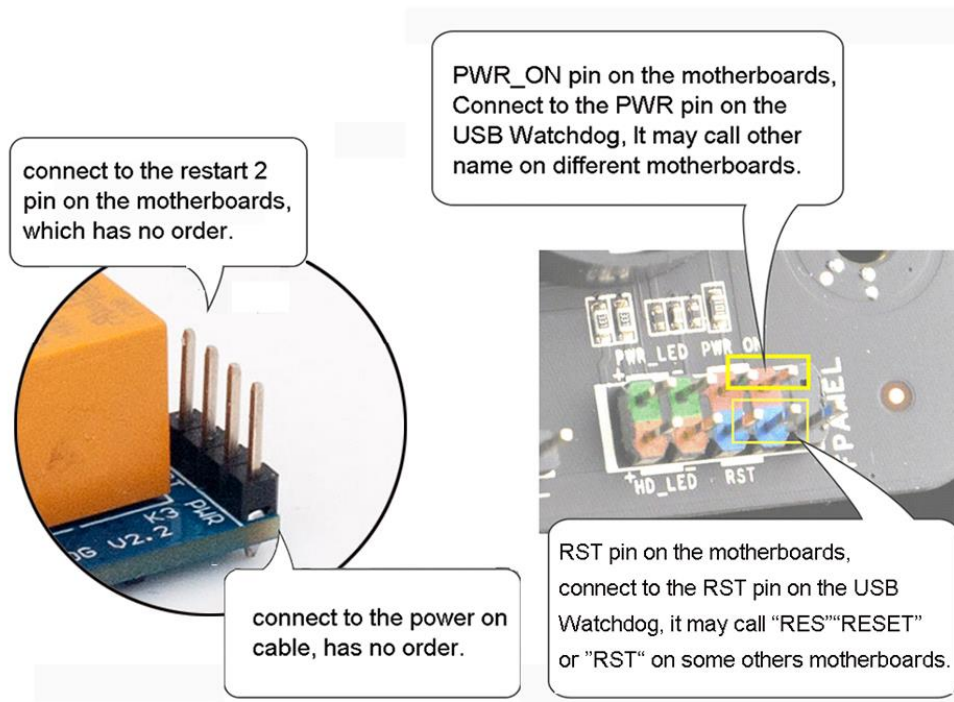 PWR_ON pin on the motherboards,
Connect to the PWR pin on the
USB Watchdog, It may call other
name on different motherboards.
connect to the restart 2
pin on the motherboards,
which has no order.
PWR_LED PWR_ON
+ -
FPANEL
+ -
HD_LED RST
PWR
K3
V2.2
connect to the power on
cable, has no order.
RST pin on the motherboards,
connect to the RST pin on the USB
Watchdog, it may call “RES”“RESET”
or ”RST“ on some others motherboards.